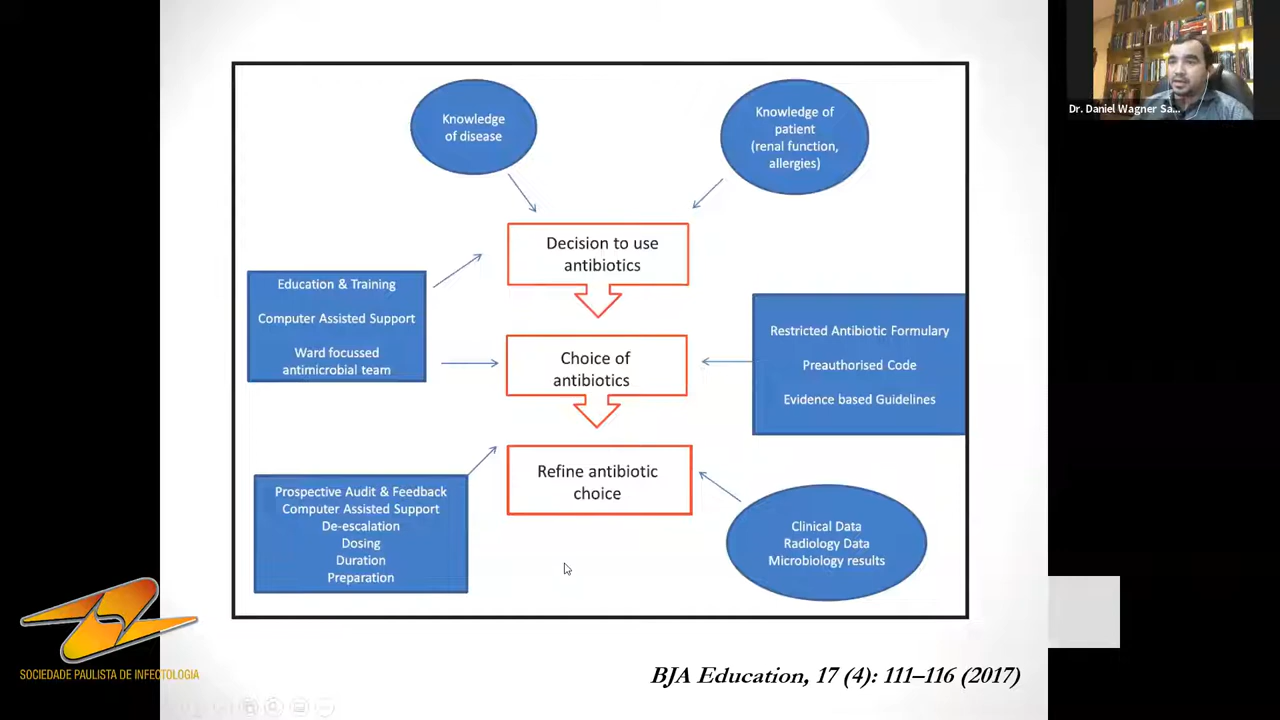 Dr. Daniel Wagner Sa...
Knowledge
of disease
Knowledge of
patient
(renal function,
allergies)
Decision to use
antibiotics
Education & Training
Computer Assisted Support
Ward focussed
antimicrobial team
Choice of
antibiotics
Restricted Antibiotic Formulary
Preauthorised Code
Evidence based Guidelines
Refine antibiotic
choice
Prospective Audit & Feedback
Computer Assisted Support
De-escalation
Dosing
Duration
Preparation
Clinical Data
Radiology Data
Microbiology results
SOCIEDADE PAULISTA DE INFECTOLOGIA
BJA Education, 17 (4): 111–116 (2017)